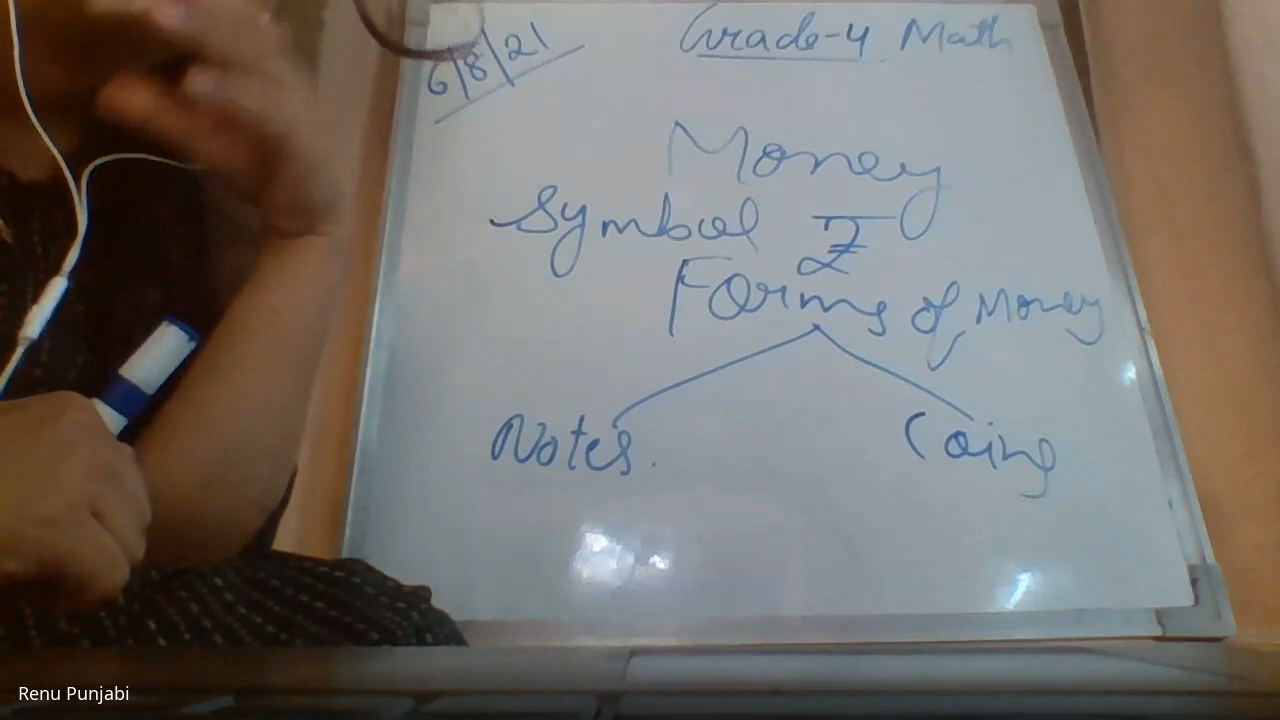 6/8/21
Grade-4 Math
Money
Symbol
Forms of Money
Notes.
Coins
Renu Punjabi